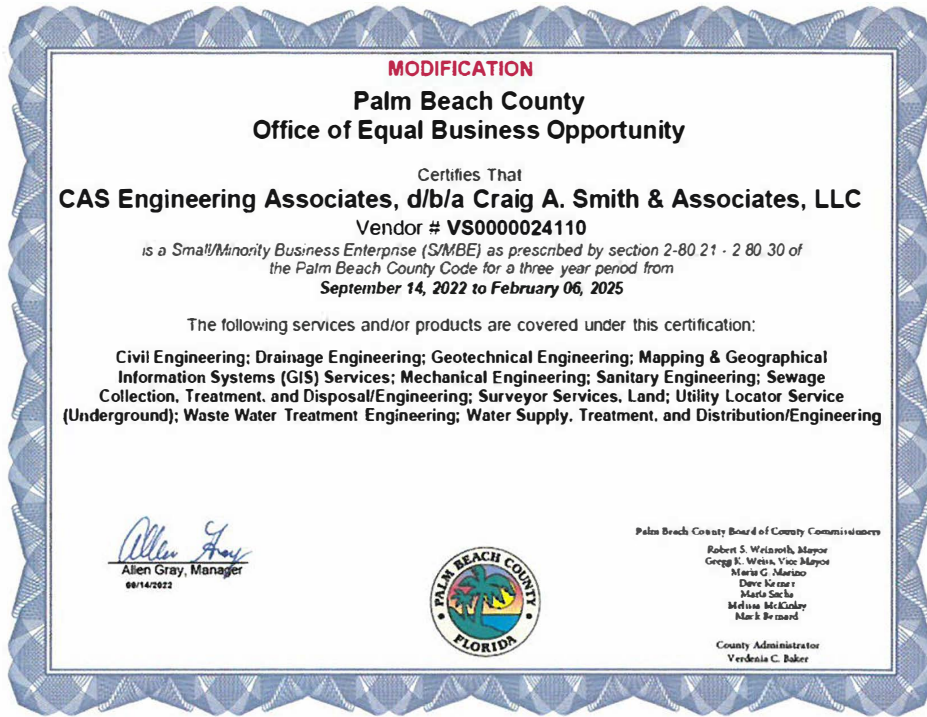 MODIFICATION
Palm Beach County
Office of Equal Business Opportunity
Certifies That
CAS Engineering Associates, d/b/a Craig A. Smith & Associates, LLC
Vendor # VS0000024110
is a Small/Minority Business Enterprise (S/MBE) as prescribed by section 2-80.21 - 2 80.30 of
the Palm Beach County Code for a three year period from
September 14, 2022 to February 06, 2025
The following services and/or products are covered under this certification:
Civil Engineering; Drainage Engineering; Geotechnical Engineering; Mapping & Geographical
Information Systems (GIS) Services; Mechanical Engineering; Sanitary Engineering; Sewage
Collection, Treatment, and Disposal/Engineering; Surveyor Services, Land; Utility Locator Service
(Underground); Waste Water Treatment Engineering; Water Supply, Treatment, and Distribution/Engineering
Allen Gray
Allen Gray, Manager
09/14/2022
PALM BEACH COUNTY
FLORIDA
Palm Beach County Board of County Commissioners
Robert S. Weinroth, Mayor
Gregg K. Weiss, Vice Mayor
Maria G. Marino
Dave Kerner
Maria Sachs
Melissa McKinlay
Mack Bernard
County Administrator
Verdenia C. Baker